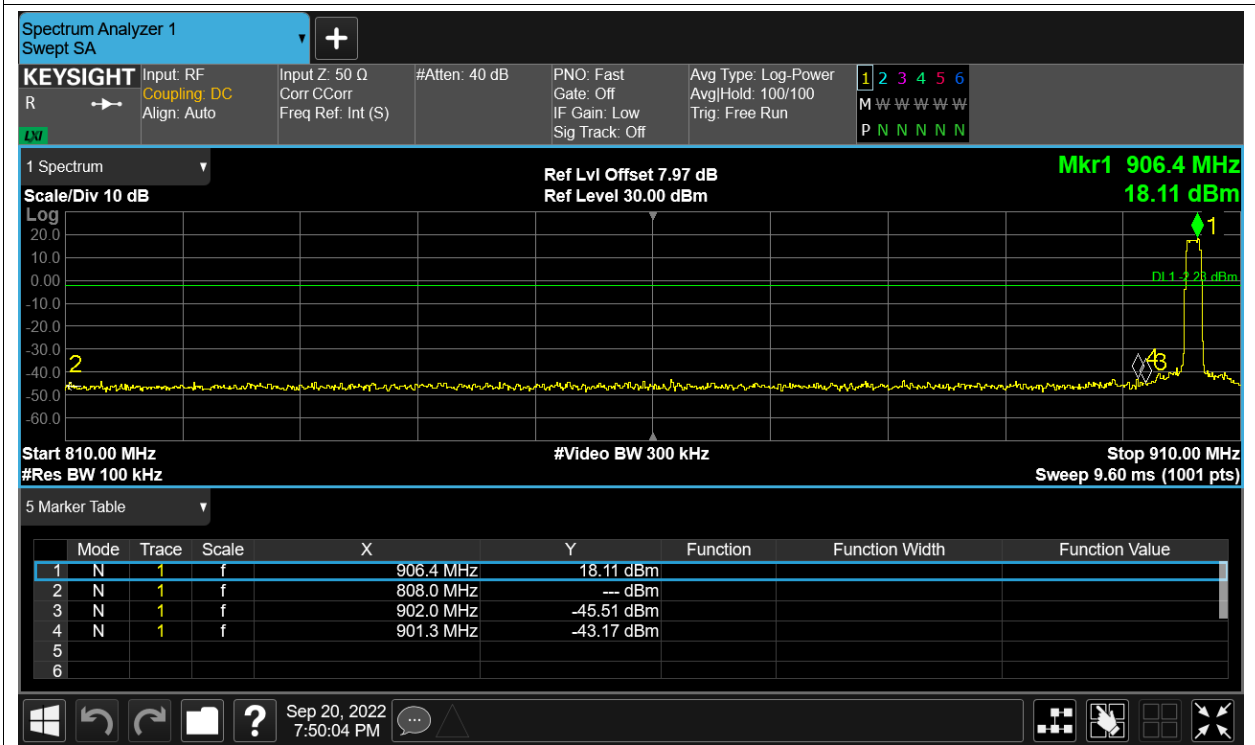 Spectrum Analyzer 1
Swept SA
+
KEYSIGHT Input: RF Input Z: 50 Ω #Atten: 40 dB PNO: Fast Avg Type: Log-Power 1 2 3 4 5 6
R Coupling: DC Corr CCorr Gate: Off Avg|Hold: 100/100 M W W W W W
Align: Auto Freq Ref: Int (S) IF Gain: Low Trig: Free Run
LXI Sig Track: Off P N N N N N
1 Spectrum Ref Lvl Offset 7.97 dB Mkr1 906.4 MHz
Scale/Div 10 dB Ref Level 30.00 dBm 18.11 dBm
Log
1
20.0
10.0
0.00 DL1 -2.23 dBm
-10.0
-20.0
-30.0
2 4 3
-40.0
-50.0
-60.0
Start 810.00 MHz #Video BW 300 kHz Stop 910.00 MHz
#Res BW 100 kHz Sweep 9.60 ms (1001 pts)
5 Marker Table
Mode Trace Scale X Y Function Function Width Function Value
1 N 1 f 906.4 MHz 18.11 dBm
2 N 1 f 808.0 MHz --- dBm
3 N 1 f 902.0 MHz -45.51 dBm
4 N 1 f 901.3 MHz -43.17 dBm
5
6
? Sep 20, 2022
7:50:04 PM